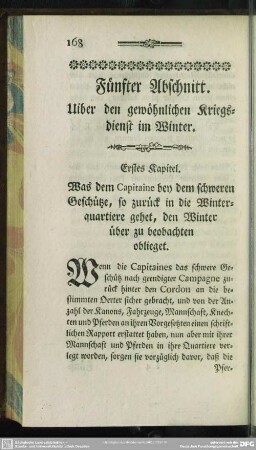 168
Fünfter Abschnitt.
Uiber den gewöhnlichen Kriegs-
dienst im Winter.
Erstes Kapitel.
Was dem Capitaine bey dem schweren
Geschütze, so zurück in die Winter-
quartiere gehet, den Winter
über zu beobachten
oblieget.
Wenn die Capitaines das schwere Ge-
schütz nach geendigter Campagne zu-
rück hinter den Cordon an die be-
stimmten Oerter sicher gebracht, und von der An-
zahl der Kanons, Fahrzeuge, Mannschaft, Knech-
ten und Pferden an ihren Vorgesetzten einen schrift-
lichen Rapport erstattet haben, nun aber mit ihrer
Mannschaft und Pferden in ihre Quartiere ver-
legt worden, sorgen sie vorzüglich davor, daß die
Pfer-
DFG